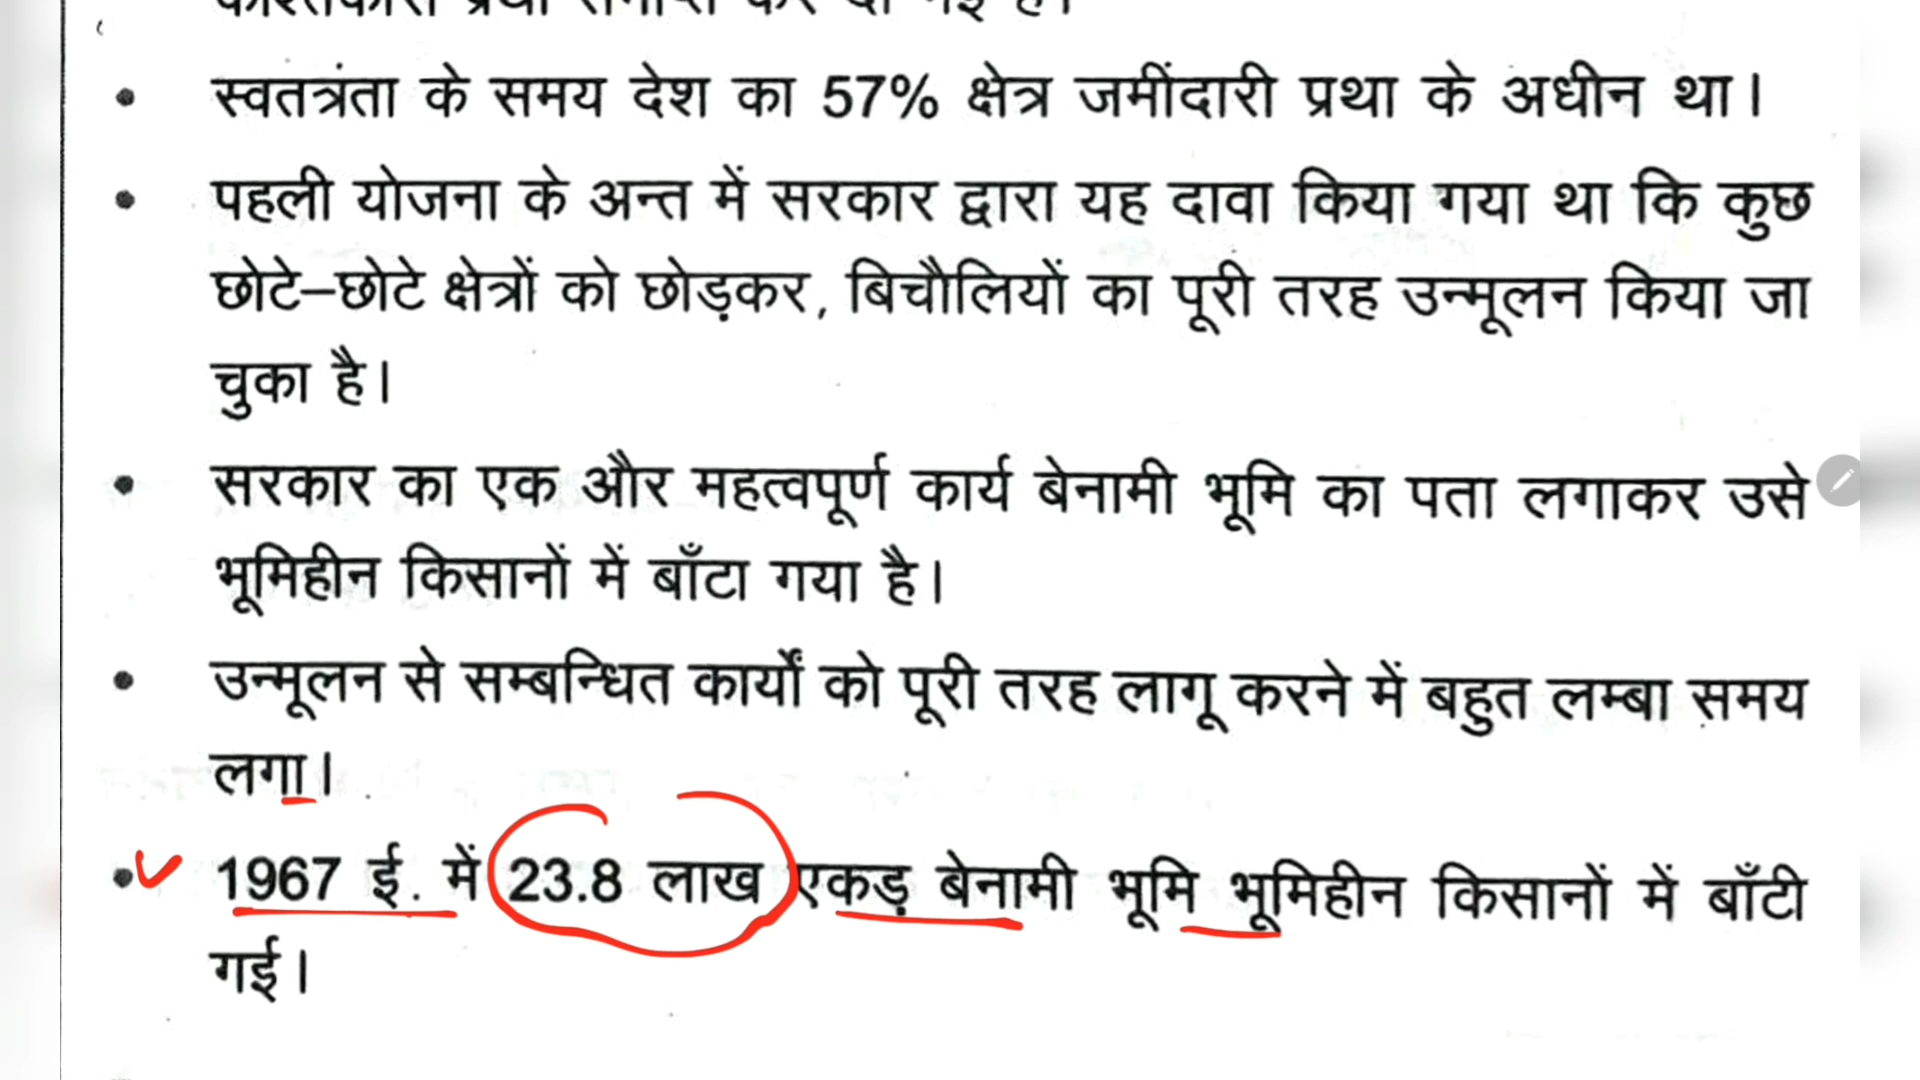 स्वतत्रंता के समय देश का 57% क्षेत्र जमींदारी प्रथा के अधीन था।
पहली योजना के अन्त में सरकार द्वारा यह दावा किया गया था कि कुछ
छोटे–छोटे क्षेत्रों को छोड़कर, बिचौलियों का पूरी तरह उन्मूलन किया जा
चुका है।
सरकार का एक और महत्वपूर्ण कार्य बेनामी भूमि का पता लगाकर उसे
भूमिहीन किसानों में बाँटा गया है।
उन्मूलन से सम्बन्धित कार्यों को पूरी तरह लागू करने में बहुत लम्बा समय
लगा।
1967 ई. में 23.8 लाख एकड़ बेनामी भूमि भूमिहीन किसानों में बाँटी
गई।